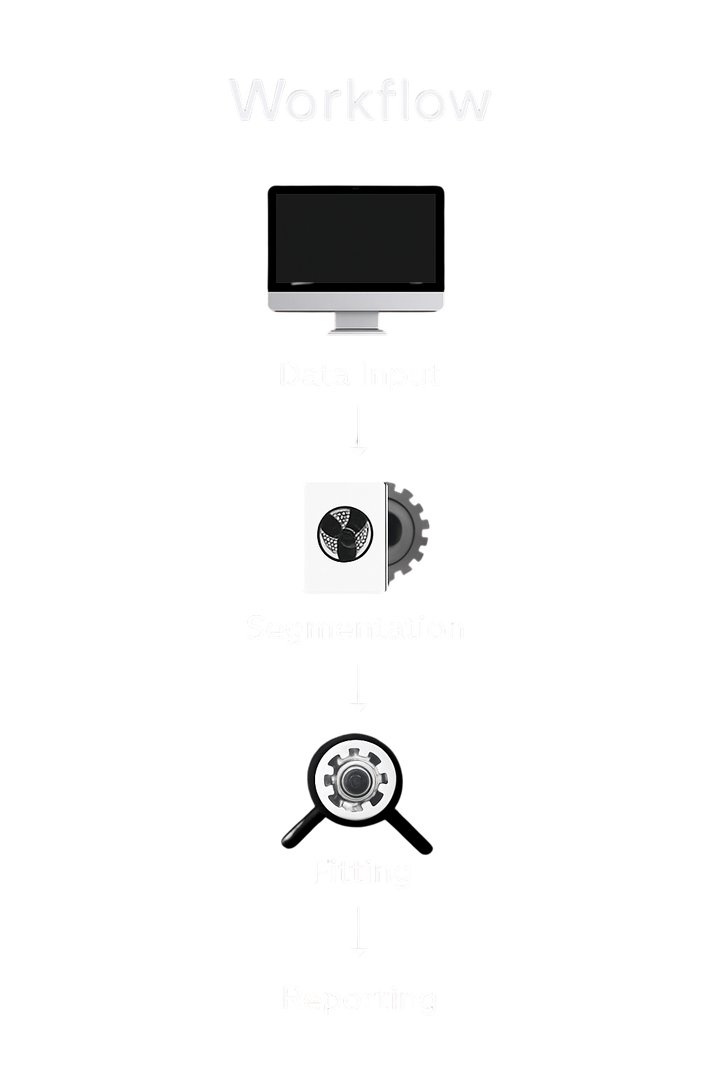 Workflow
Data Input
Segmentation
Fitting
Reporting